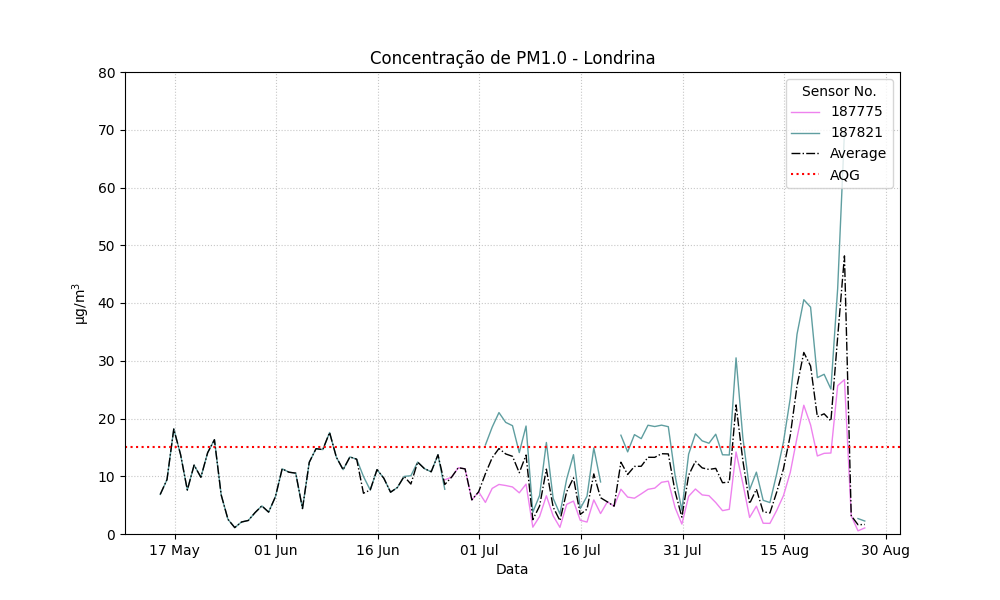 Concentração de PM1.0 - Londrina
Sensor No.
187775
187821
Average
AQG
80
70
60
50
40
30
20
10
0
µg/m³
17 May
01 Jun
16 Jun
01 Jul
16 Jul
31 Jul
15 Aug
30 Aug
Data